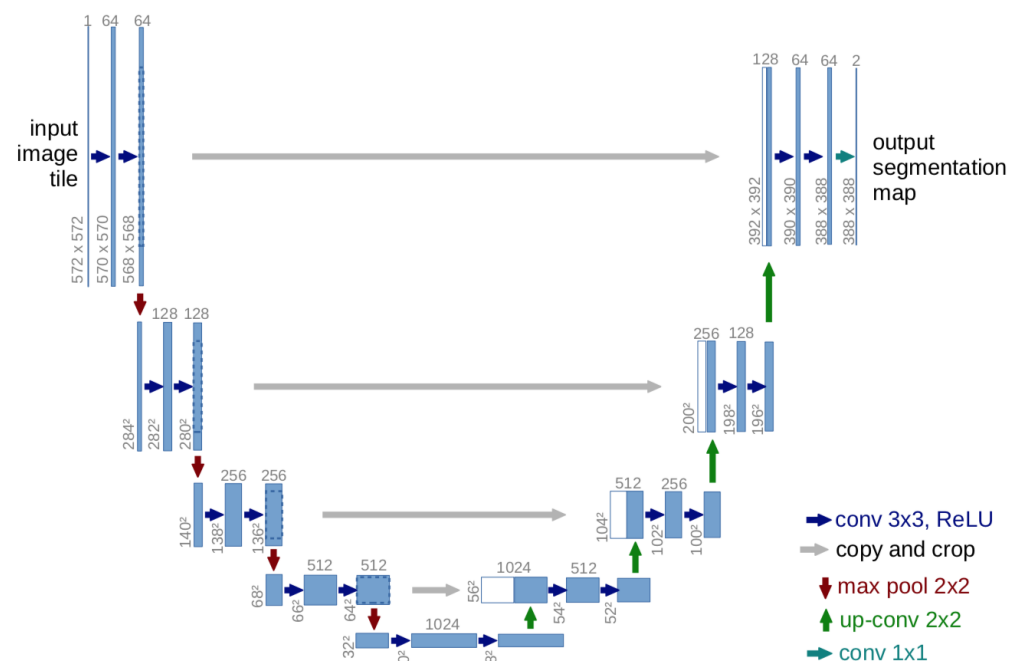 1 64 64
128 64 64 2
input
image
tile
output
segmentation
map
572 x 572
570 x 570
568 x 568
392 x 392
390 x 390
388 x 388
388 x 388
128 128
256 128
284²
282²
280²
200²
198²
196²
256 256
512 256
140²
138²
136²
104²
102²
100²
512 512
1024 512
68²
66²
64²
56²
54²
52²
1024
32²
conv 3x3, ReLU
copy and crop
max pool 2x2
up-conv 2x2
conv 1x1